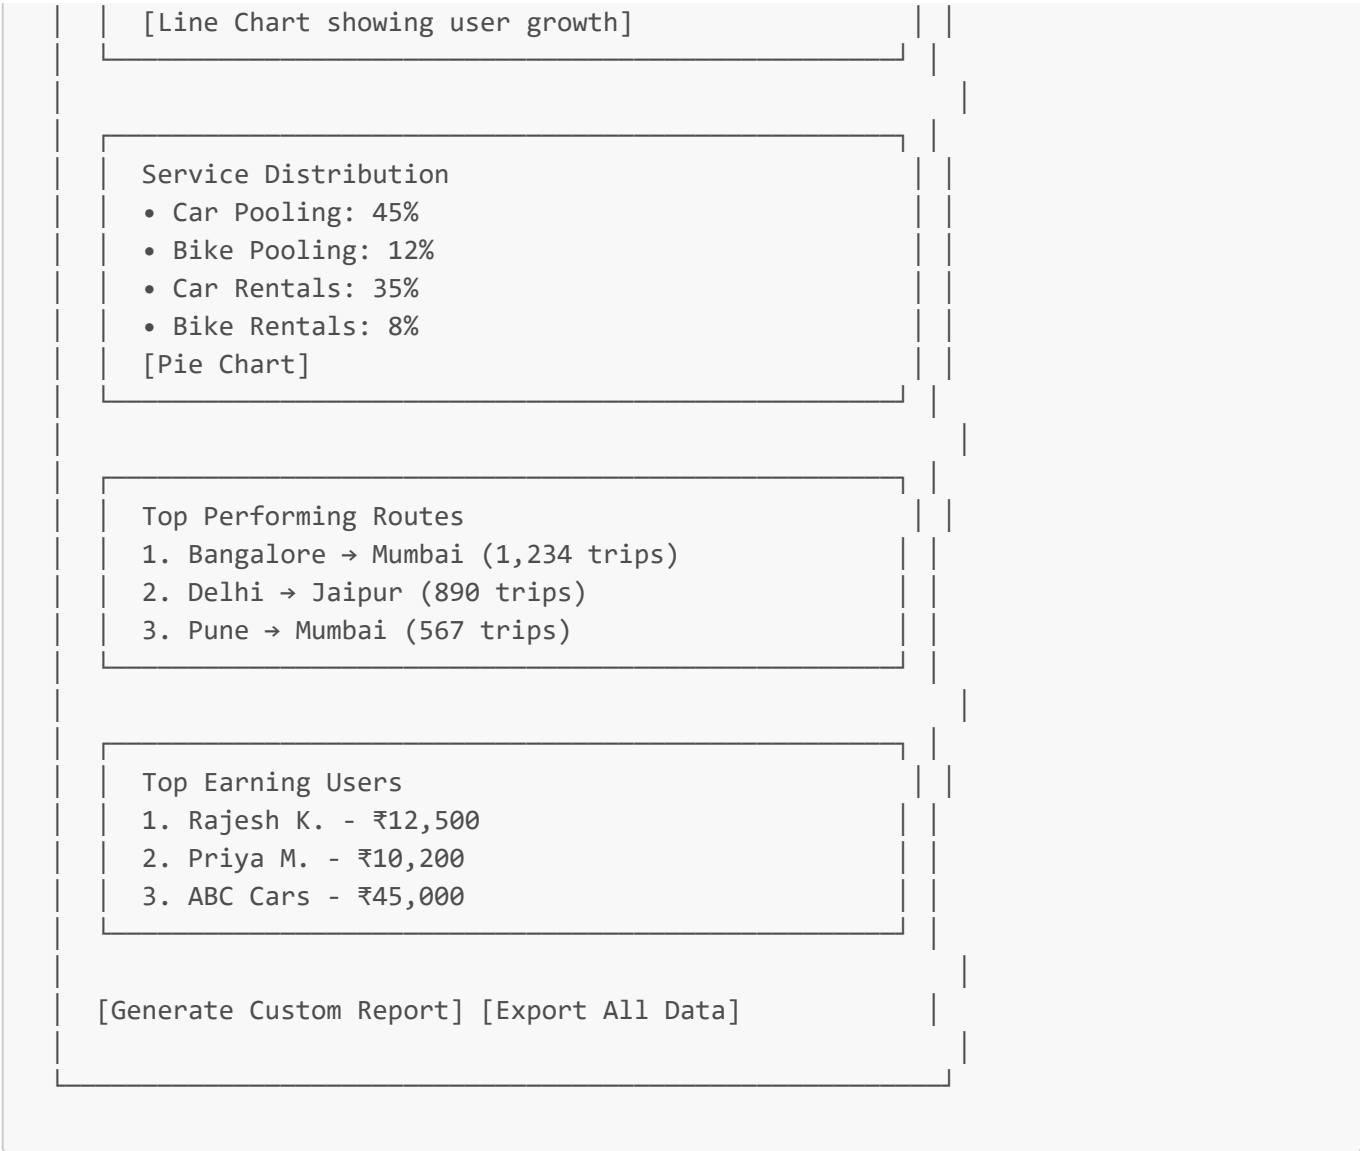 [Line Chart showing user growth]
Service Distribution
• Car Pooling: 45%
• Bike Pooling: 12%
• Car Rentals: 35%
• Bike Rentals: 8%
[Pie Chart]
Top Performing Routes
1. Bangalore → Mumbai (1,234 trips)
2. Delhi → Jaipur (890 trips)
3. Pune → Mumbai (567 trips)
Top Earning Users
1. Rajesh K. - ₹12,500
2. Priya M. - ₹10,200
3. ABC Cars - ₹45,000
[Generate Custom Report] [Export All Data]